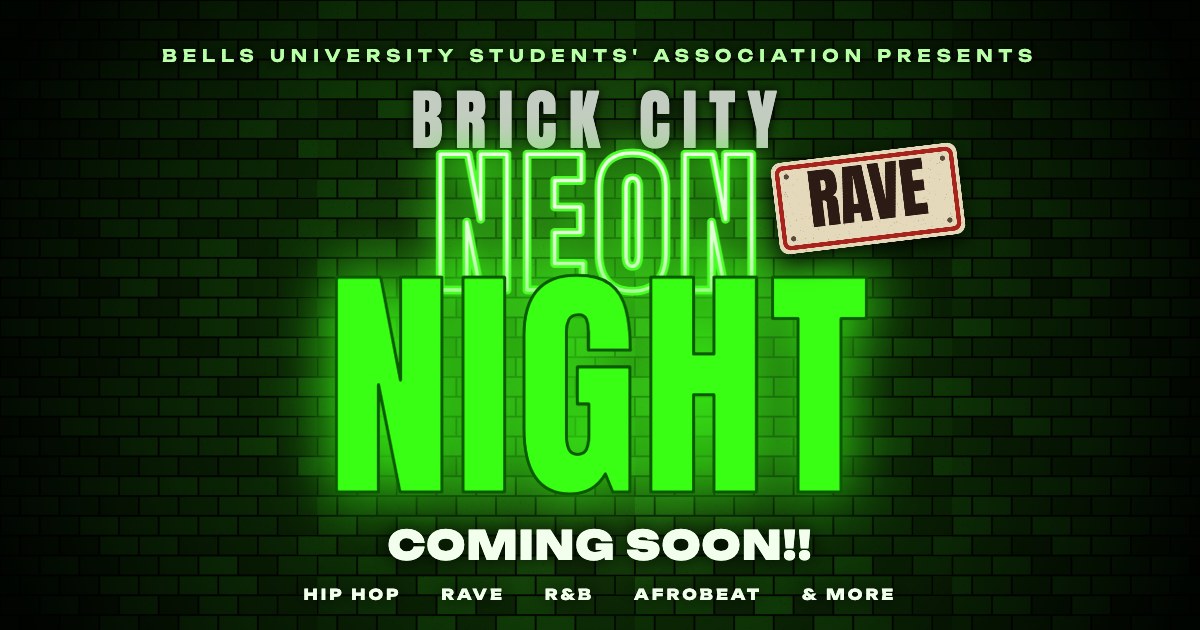 BELLS UNIVERSITY STUDENTS' ASSOCIATION PRESENTS
BRICK CITY
NEON
RAVE
NIGHT
COMING SOON!!
HIP HOP RAVE R&B AFROBEAT & MORE